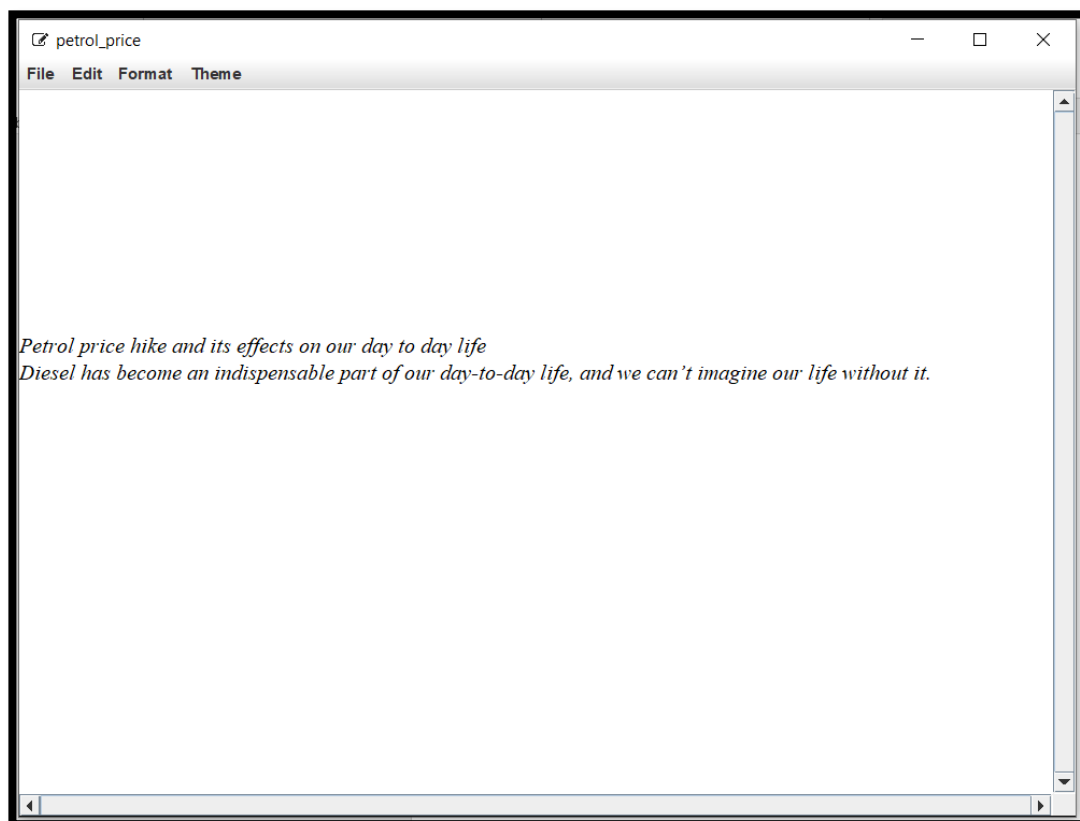 petrol_price
File Edit Format Theme
Petrol price hike and its effects on our day to day life
Diesel has become an indispensable part of our day-to-day life, and we can’t imagine our life without it.